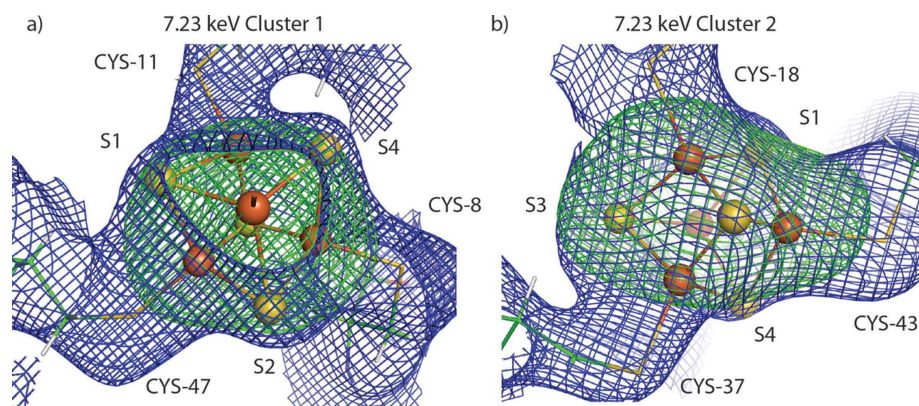 a) 7.23 keV Cluster 1
CYS-11
S1
S4
CYS-8
S2
CYS-47
b) 7.23 keV Cluster 2
CYS-18
S1
S3
S4
CYS-43
CYS-37